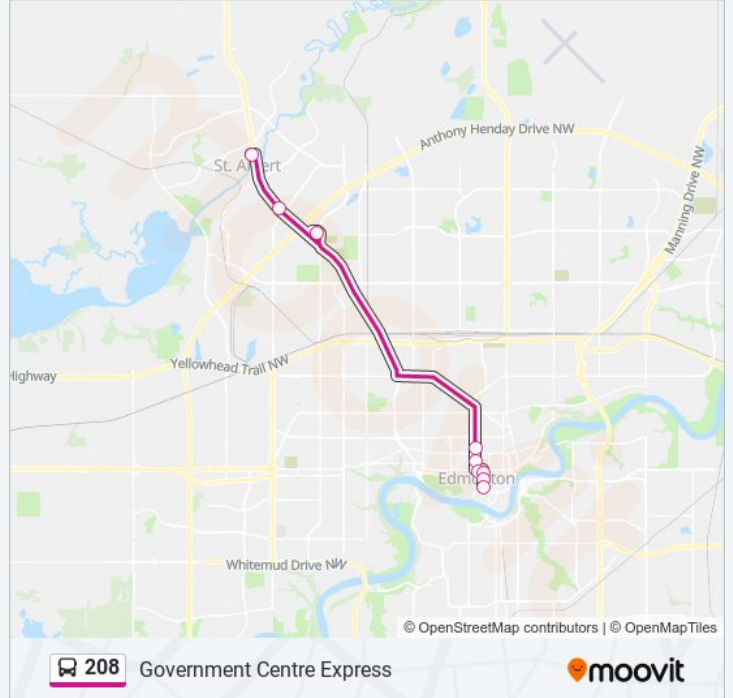 Anthony Henday Drive NW
St. Albert
Manning Drive NW
Yellowhead Trail NW
Highway
Edmonton
Whitemud Drive NW
© OpenStreetMap contributors | © OpenMapTiles
208 Government Centre Express
moovit